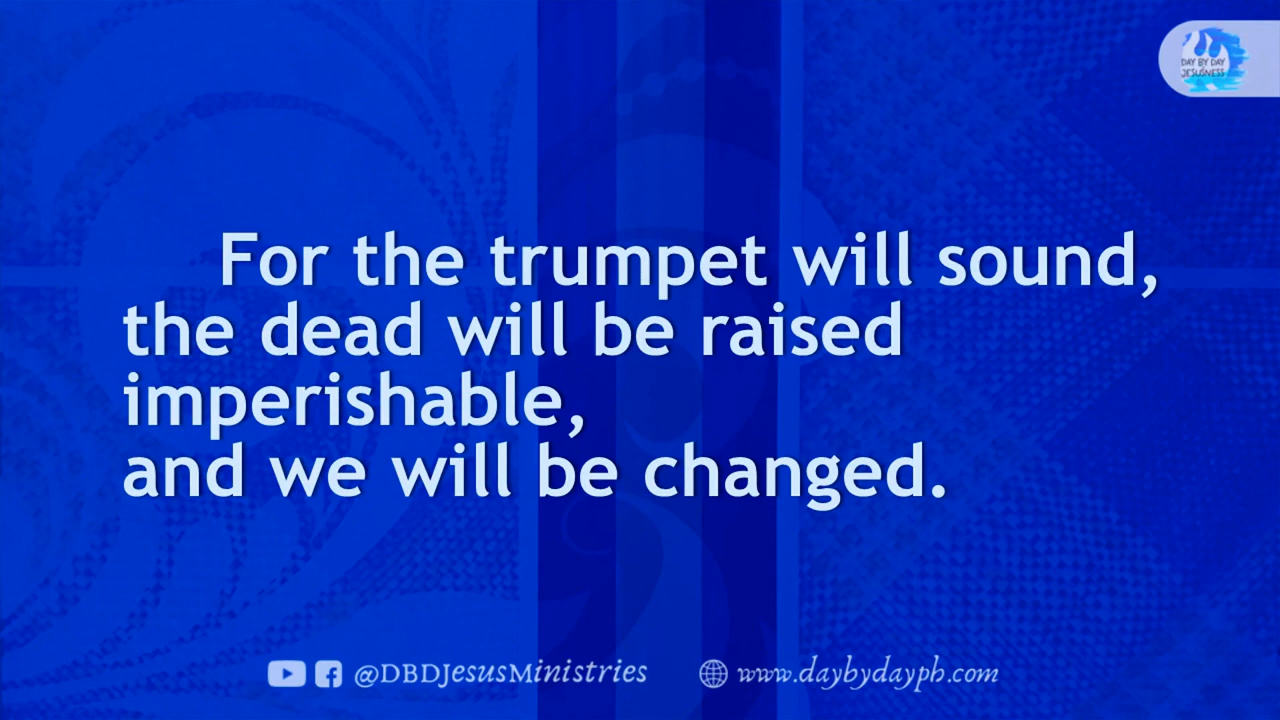 DAY BY DAY
JESUSNESS
For the trumpet will sound,
the dead will be raised
imperishable,
and we will be changed.
@DBDJesusMinistries
www.daybydayph.com